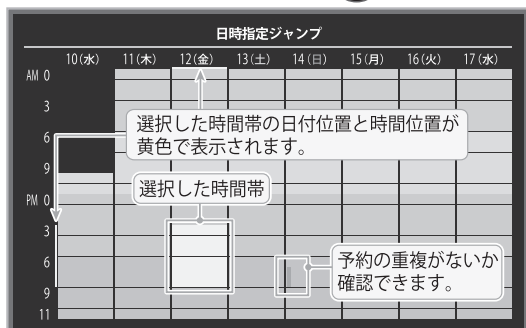 日時指定ジャンプ
10(水) 11(木) 12(金) 13(土) 14(日) 15(月) 16(火) 17(水)
AM 0
3
選択した時間帯の日付位置と時間位置が
6
黄色で表示されます。
9
選択した時間帯
PM 0
3
予約の重複がないか
6
確認できます。
9
11